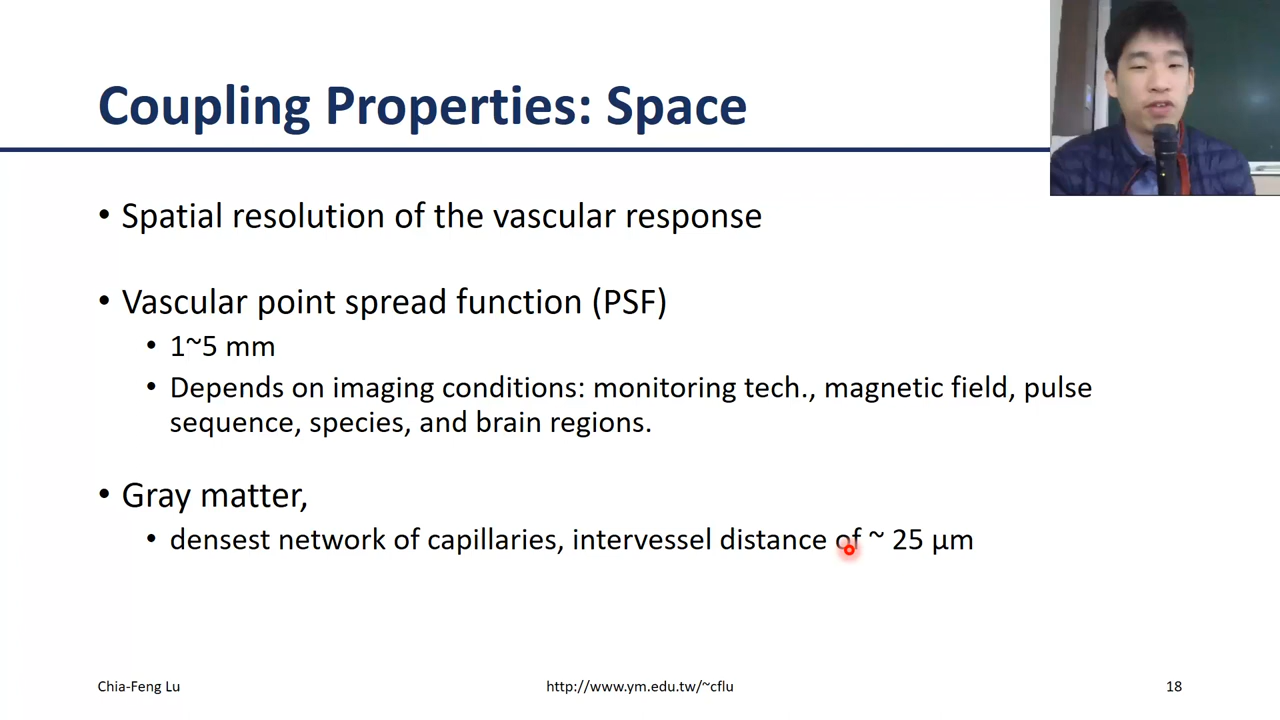 Coupling Properties: Space
• Spatial resolution of the vascular response
• Vascular point spread function (PSF)
• 1~5 mm
• Depends on imaging conditions: monitoring tech., magnetic field, pulse
sequence, species, and brain regions.
• Gray matter,
• densest network of capillaries, intervessel distance of ~ 25 μm
Chia-Feng Lu
http://www.ym.edu.tw/~cflu
18